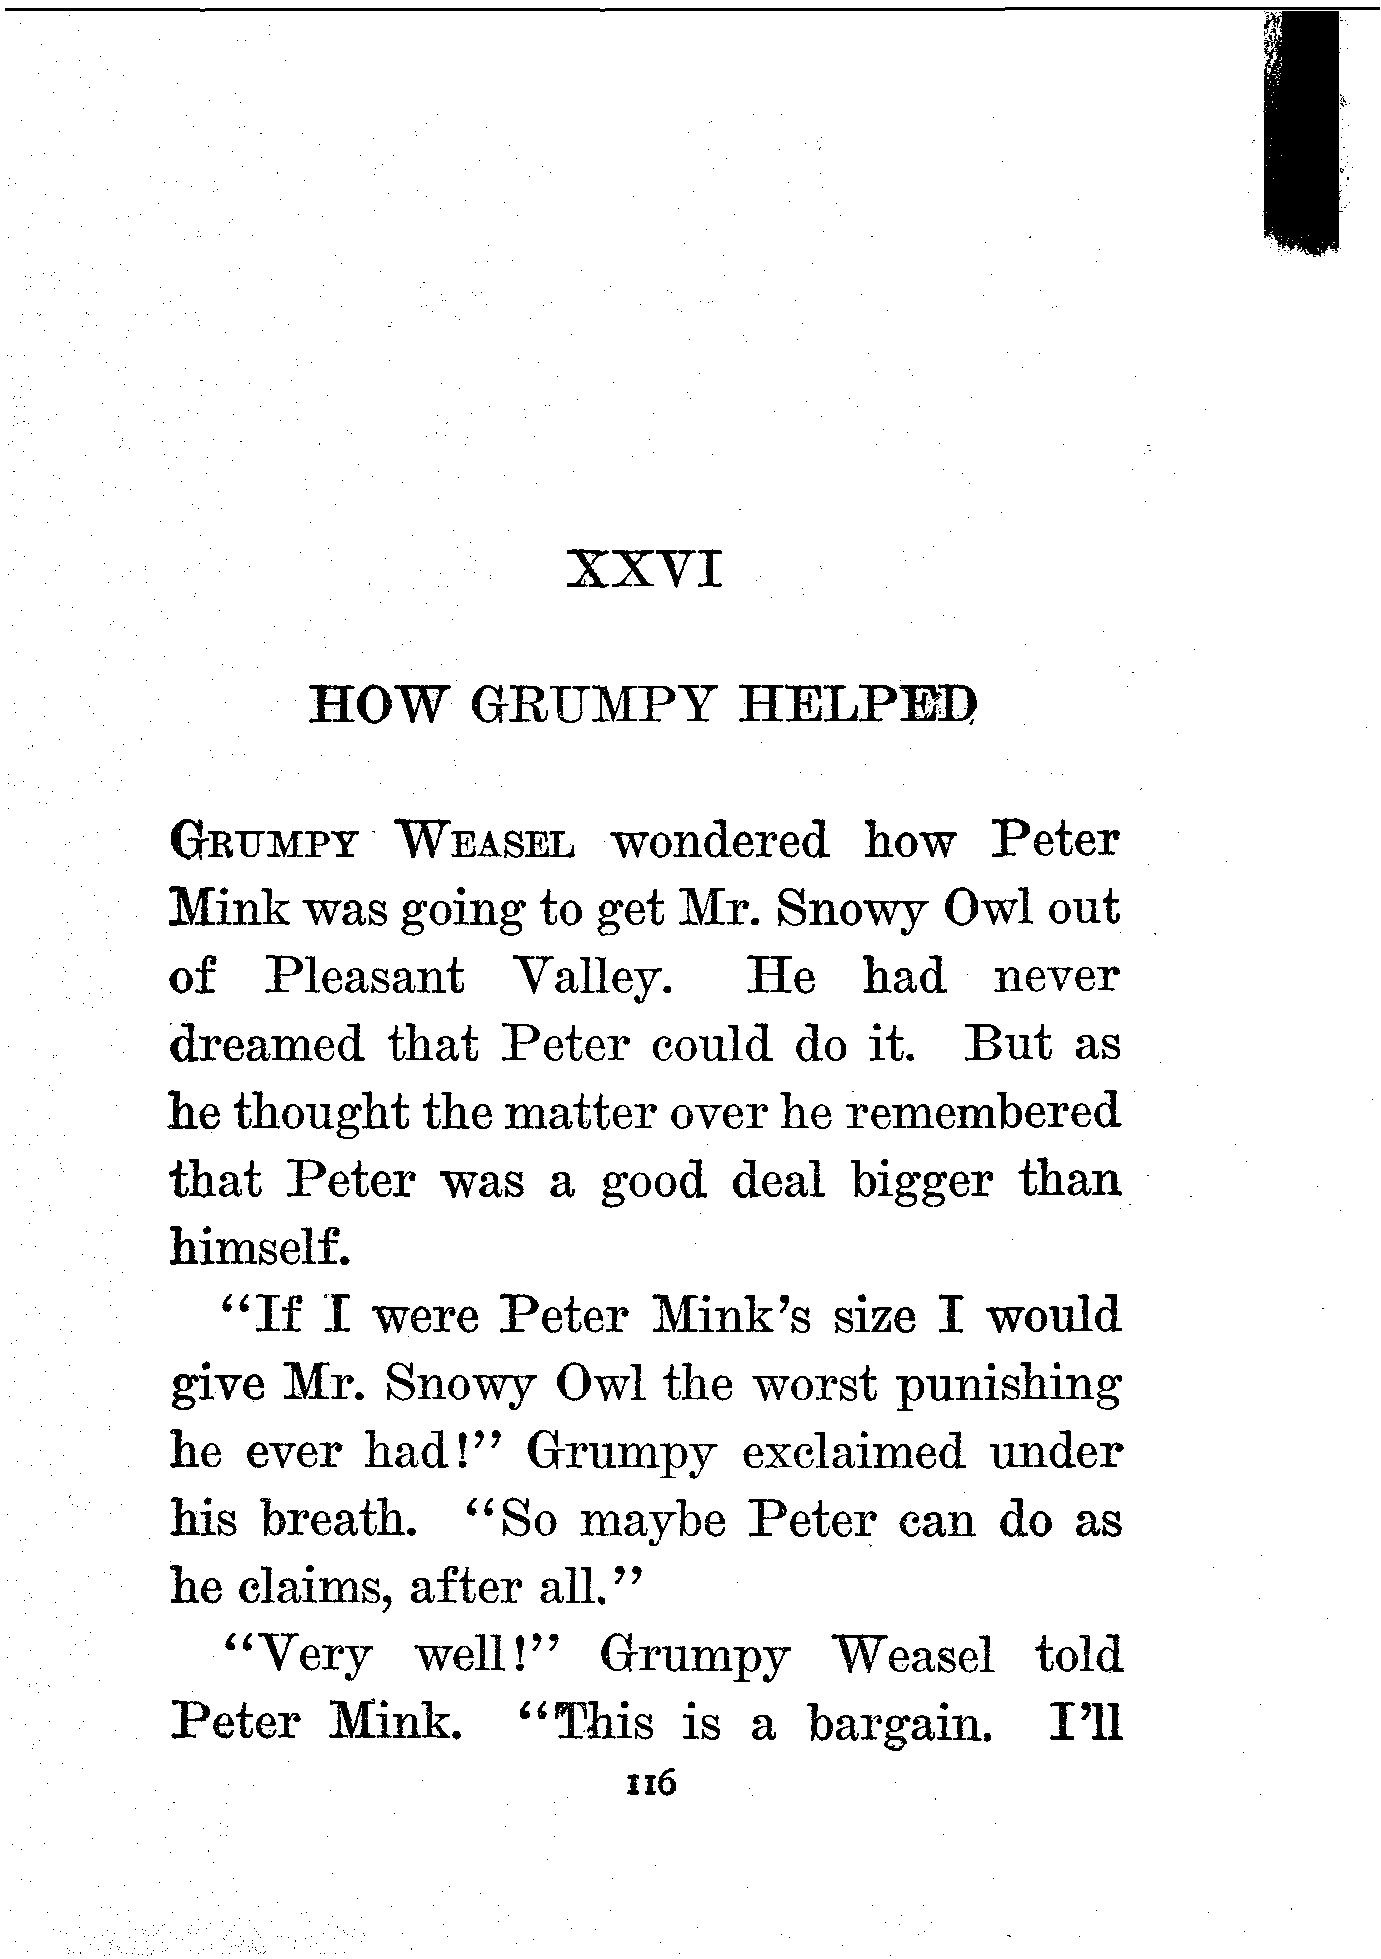 XXVI
HOW GRUMPY HELPED
GRUMPY WEASEL wondered how Peter
Mink was going to get Mr. Snowy Owl out
of Pleasant Valley. He had never
dreamed that Peter could do it. But as
he thought the matter over he remembered
that Peter was a good deal bigger than
himself.
“If I were Peter Mink’s size I would
give Mr. Snowy Owl the worst punishing
he ever had!” Grumpy exclaimed under
his breath. “So maybe Peter can do as
he claims, after all.”
“Very well!” Grumpy Weasel told
Peter Mink. “This is a bargain. I’ll
116